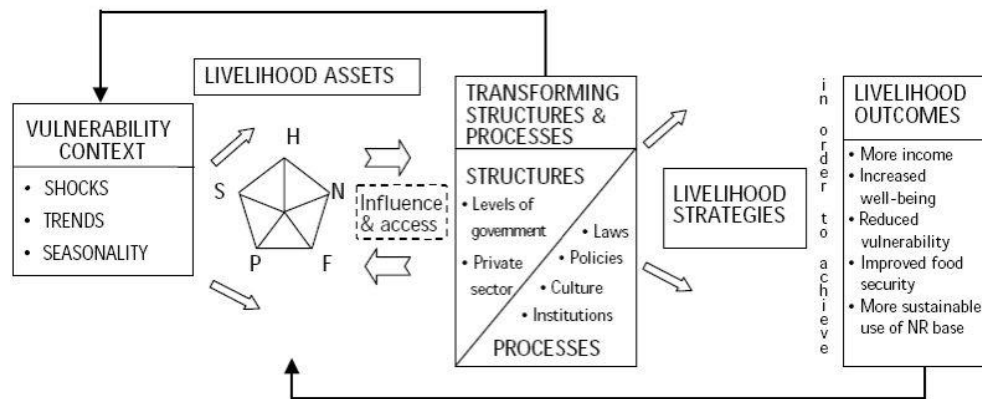 LIVELIHOOD ASSETS
VULNERABILITY
CONTEXT
• SHOCKS
• TRENDS
• SEASONALITY
H
S
N
P
F
Influence
& access
TRANSFORMING
STRUCTURES &
PROCESSES
STRUCTURES
• Levels of
government
• Private
sector
• Laws
• Policies
• Culture
• Institutions
PROCESSES
LIVELIHOOD
STRATEGIES
in order to achieve
LIVELIHOOD
OUTCOMES
• More income
• Increased
well-being
• Reduced
vulnerability
• Improved food
security
• More sustainable
use of NR base